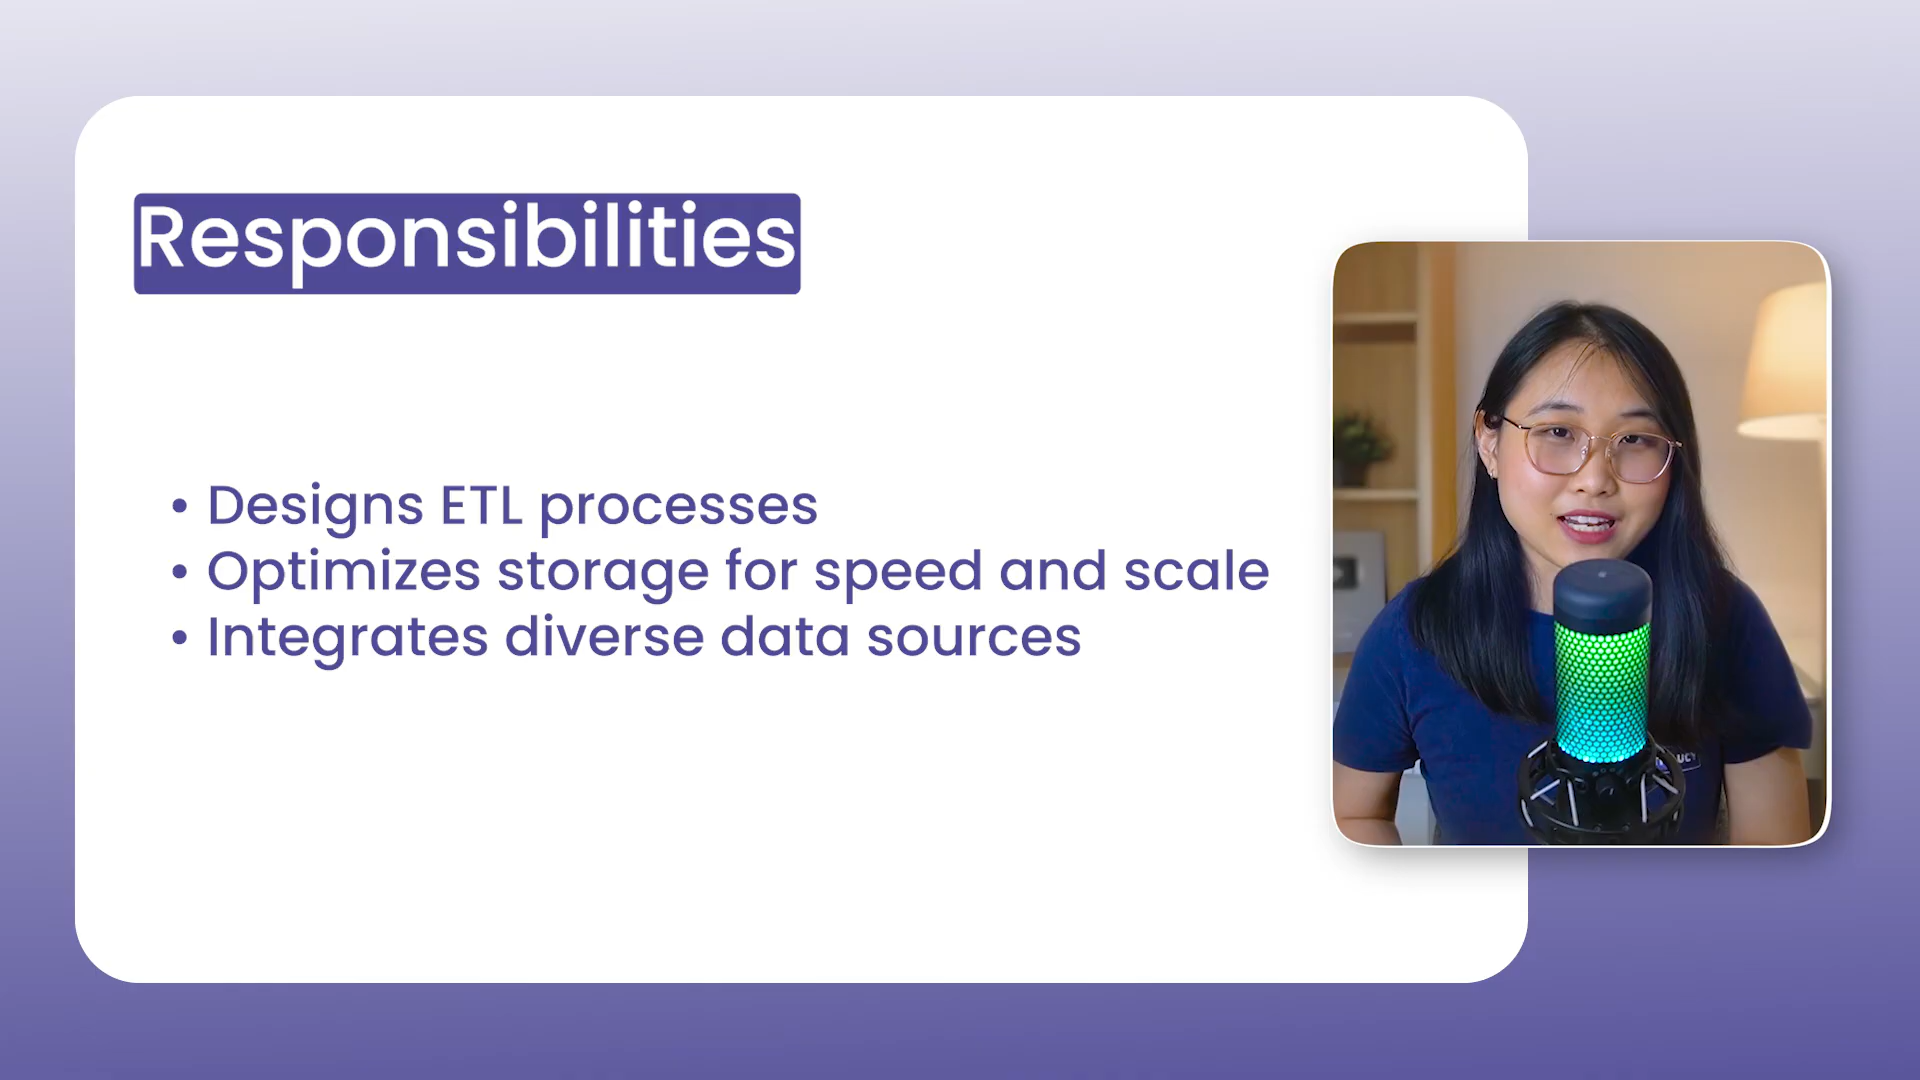 Responsibilities
• Designs ETL processes
• Optimizes storage for speed and scale
• Integrates diverse data sources